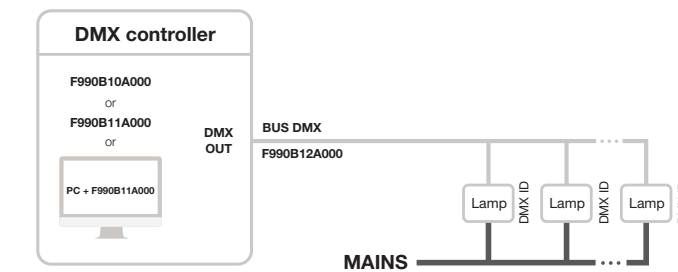 DMX controller
F990B10A000
or
F990B11A000
or
PC + F990B11A000
DMX
OUT
BUS DMX
F990B12A000
Lamp
DMX ID
Lamp
DMX ID
Lamp
MAINS